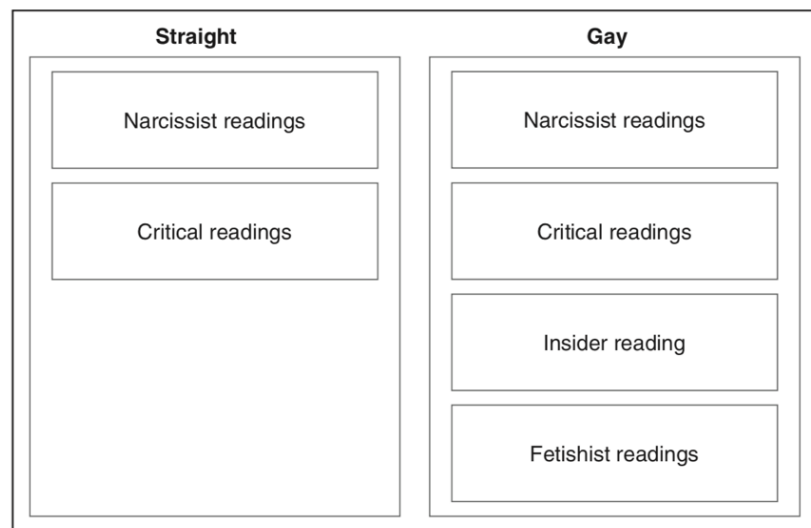 Straight
Narcissist readings
Critical readings
Gay
Narcissist readings
Critical readings
Insider reading
Fetishist readings